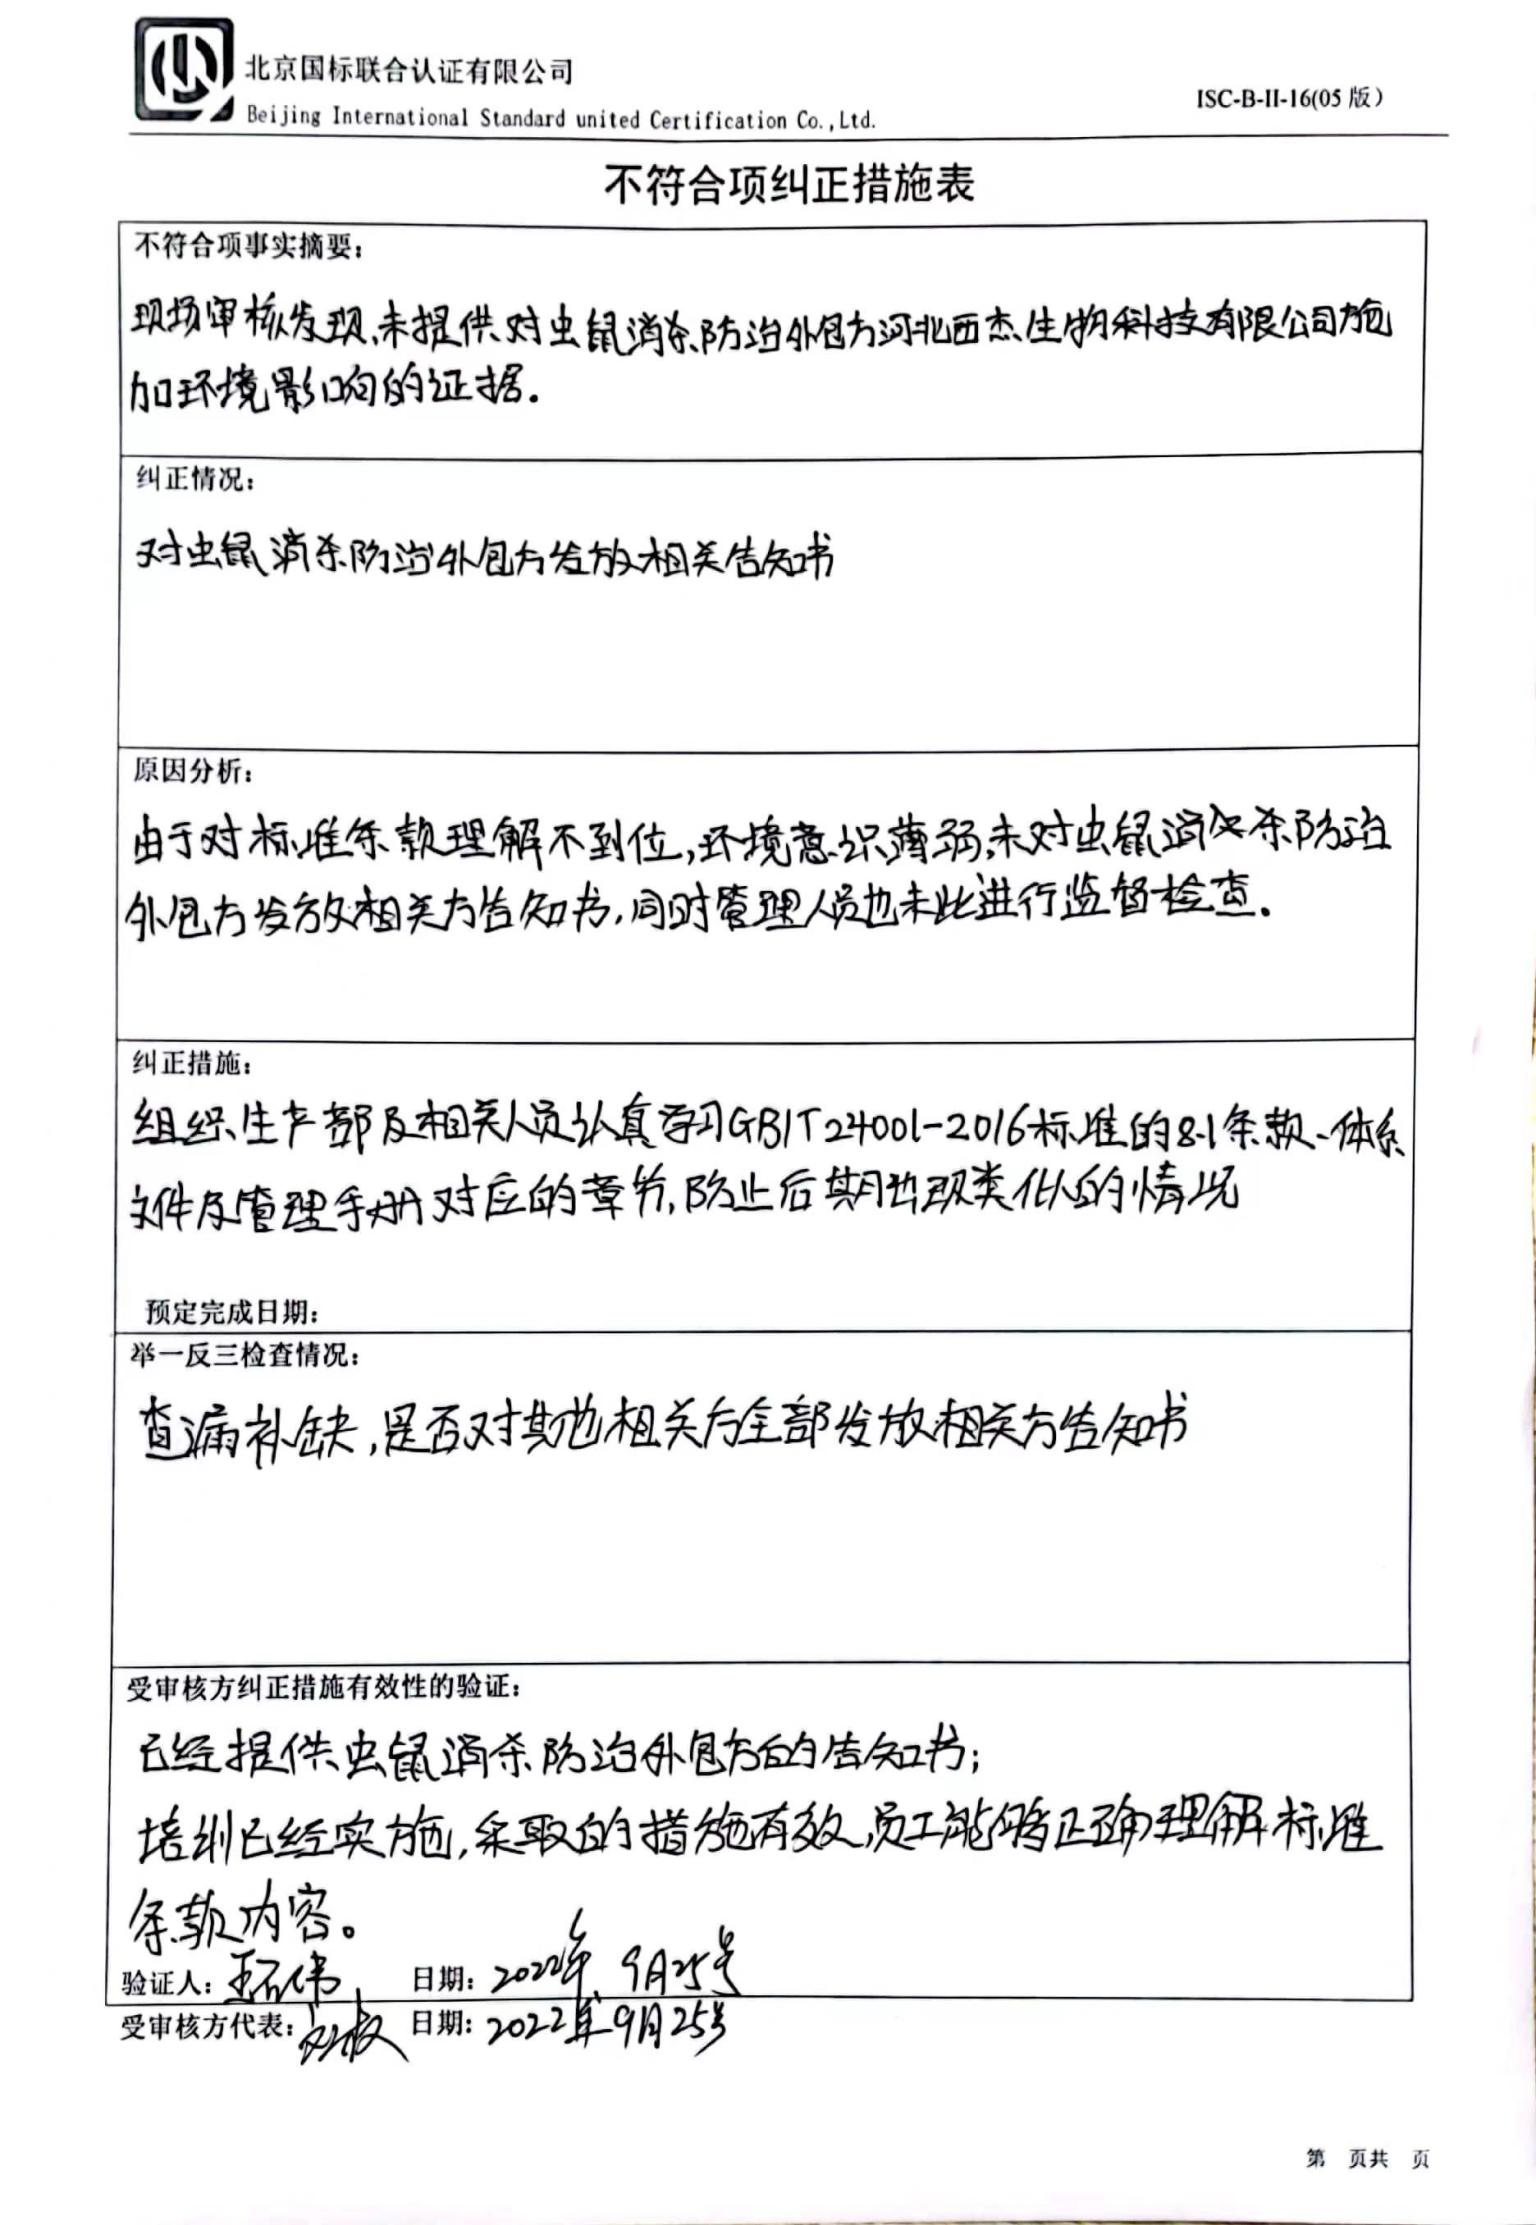 北京国标联合认证有限公司
Beijing International Standard united Certification Co.,Ltd.
ISC-B-II-16(05 版)
不符合项纠正措施表
不符合项事实摘要:
现场审核发现,未提供对虫鼠消杀防治外包方河北西杰生物科技有限公司施
加环境影响的证据.
纠正情况:
对虫鼠消杀防治外包方发放相关告知书
原因分析:
由于对标准条款理解不到位,环境意识薄弱,未对虫鼠消杀防治
外包方发放相关方告知书,同时管理人员也未此进行监督检查.
纠正措施:
组织生产部及相关人员认真学习GB/T24001-2016标准的8.1条款、体系
文件及管理手册对应的章节,防止后期出现类似的情况
预定完成日期:
举一反三检查情况:
查漏补缺,是否对其他相关方全部发放相关方告知书
受审核方纠正措施有效性的验证:
已经提供虫鼠消杀防治外包方的告知书;
培训已经实施,采取的措施有效,员工能够正确理解标准
条款内容。
验证人: 日期: 2022年 9月25号
受审核方代表: 日期: 2022年9月25号
第 页共 页